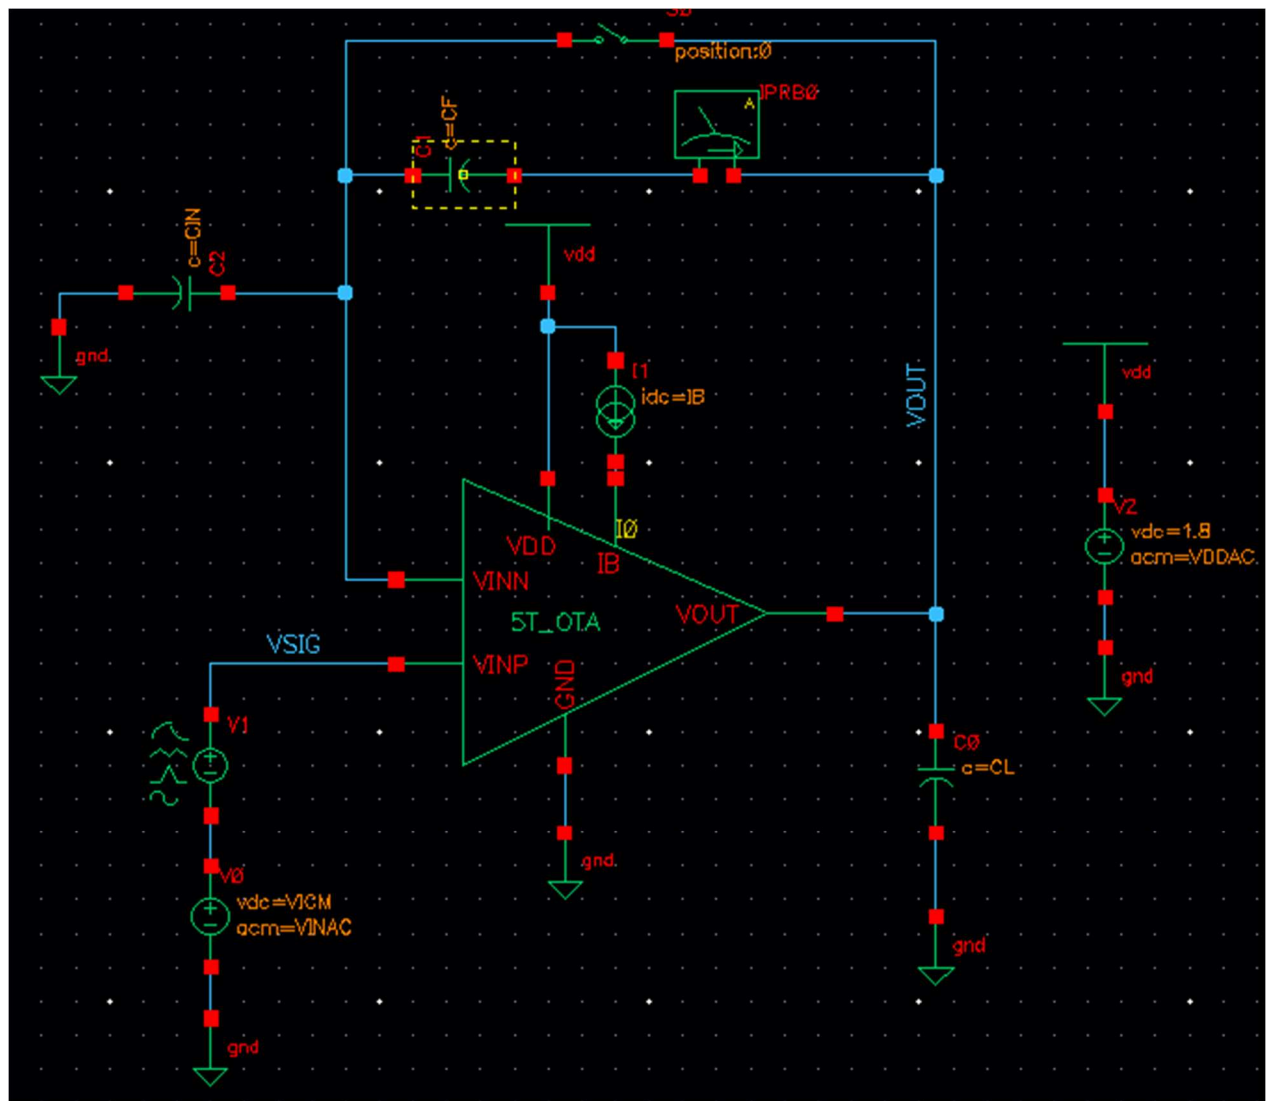 S0
position:0
IPRB0
A
c=CF
C1
c=CIN
C2
vdd
gnd
I1
idc=IB
VOUT
vdd
V2
vdc=1.8
acm=VDDAC
I0
VDD
IB
VINN
5T_OTA
VOUT
VSIG
VINP
GND
gnd
V1
C0
c=CL
gnd
V0
vdc=VICM
acm=VINAC
gnd
gnd